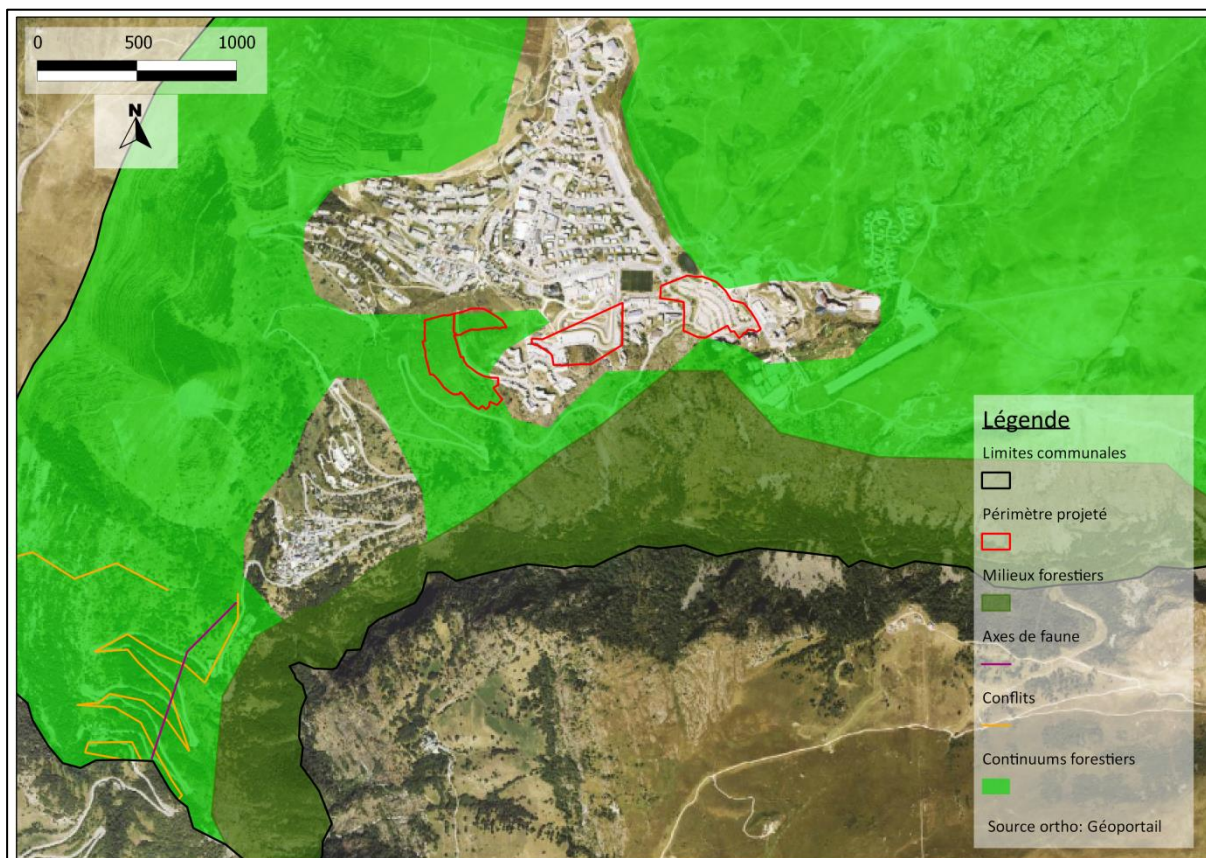 0 500 1000
N
Légende
Limites communales
Périmètre projeté
Milieux forestiers
Axes de faune
Conflits
Continuums forestiers
Source ortho: Géoportail